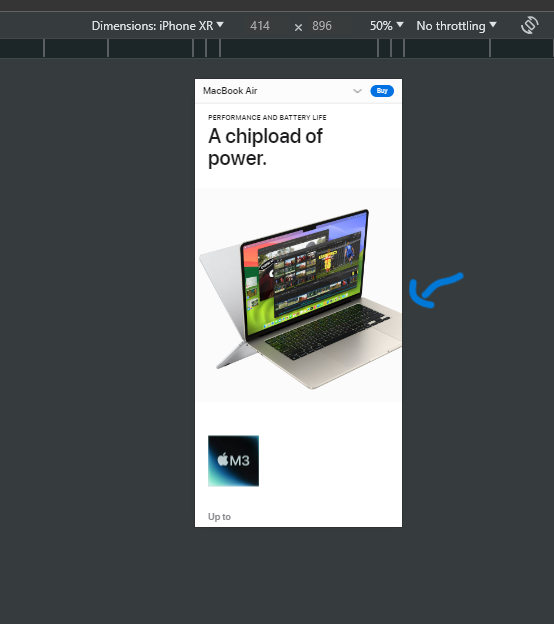 Dimensions: iPhone XR 414 × 896 50% No throttling
MacBook Air Buy
PERFORMANCE AND BATTERY LIFE
A chipload of
power.
M3
Up to